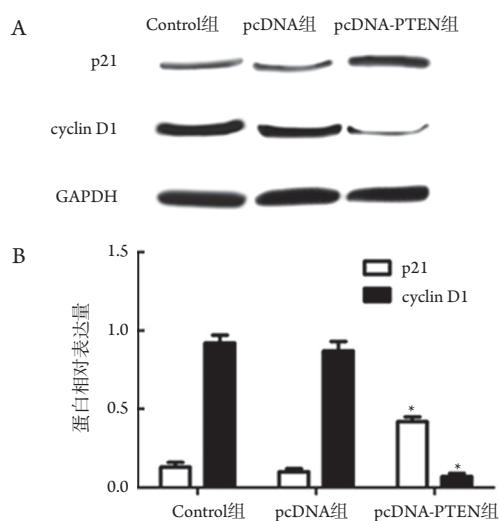 A
Control组 pcDNA组 pcDNA-PTEN组
p21
cyclin D1
GAPDH
B
1.5
p21
cyclin D1
1.0
蛋白相对表达量
0.5
*
*
0.0
Control组 pcDNA组 pcDNA-PTEN组